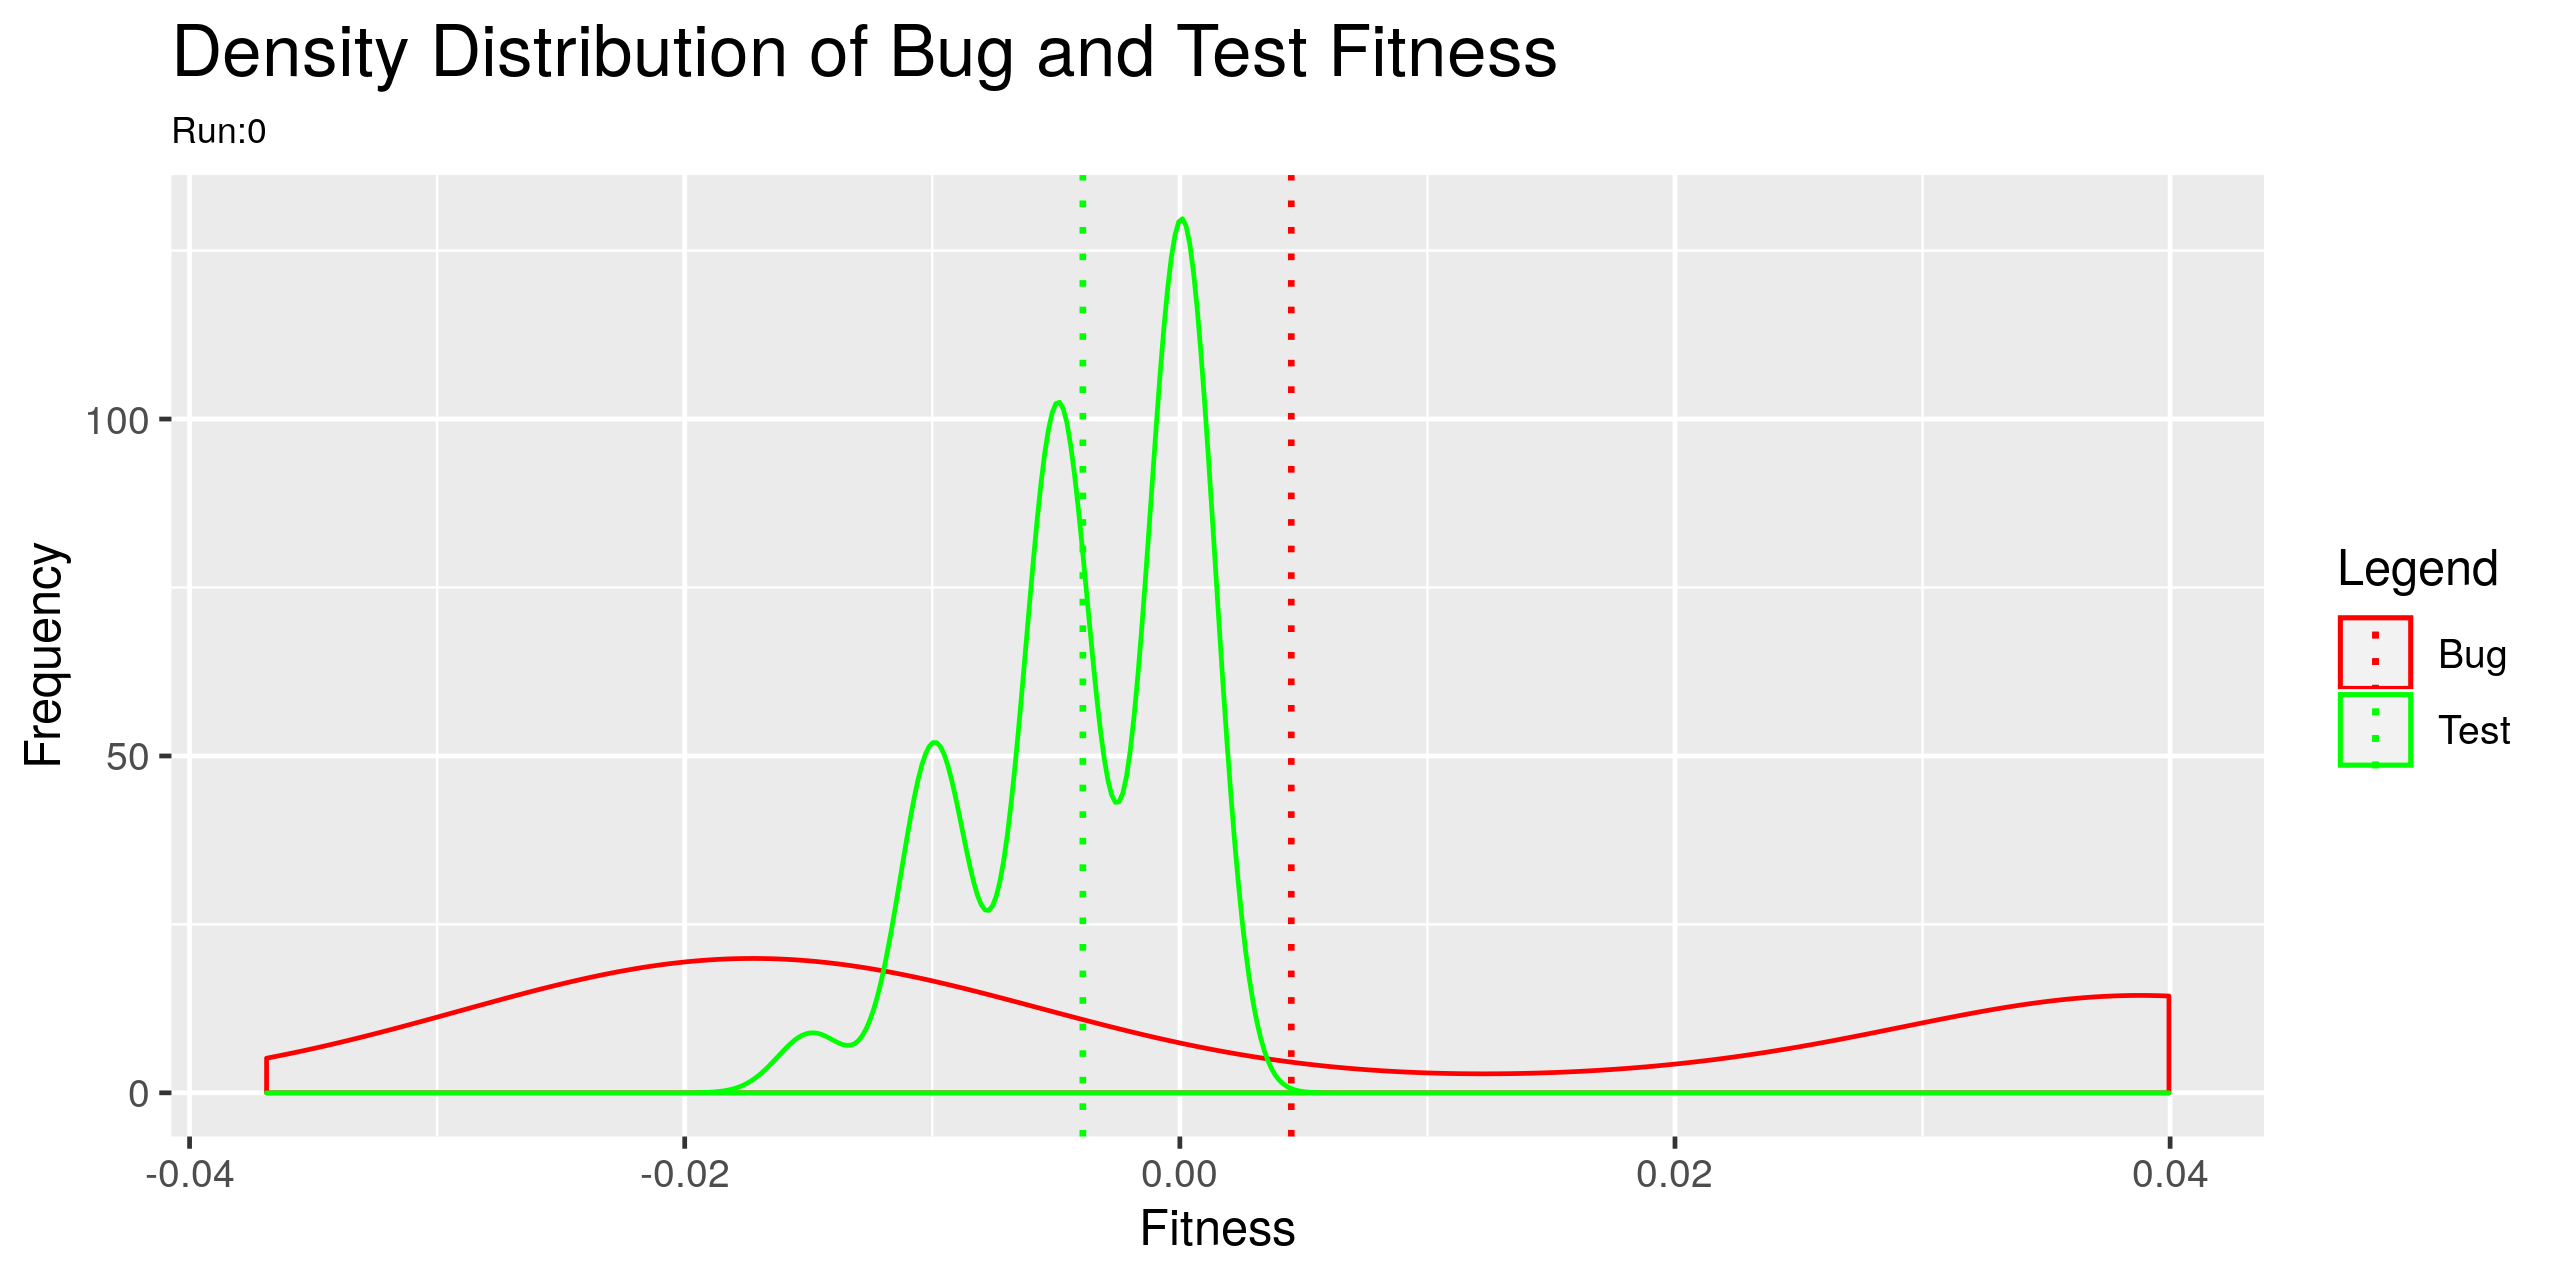 Density Distribution of Bug and Test Fitness
Run:0
Frequency
100
50
0
-0.04
-0.02
0.00
0.02
0.04
Fitness
Legend
Bug
Test